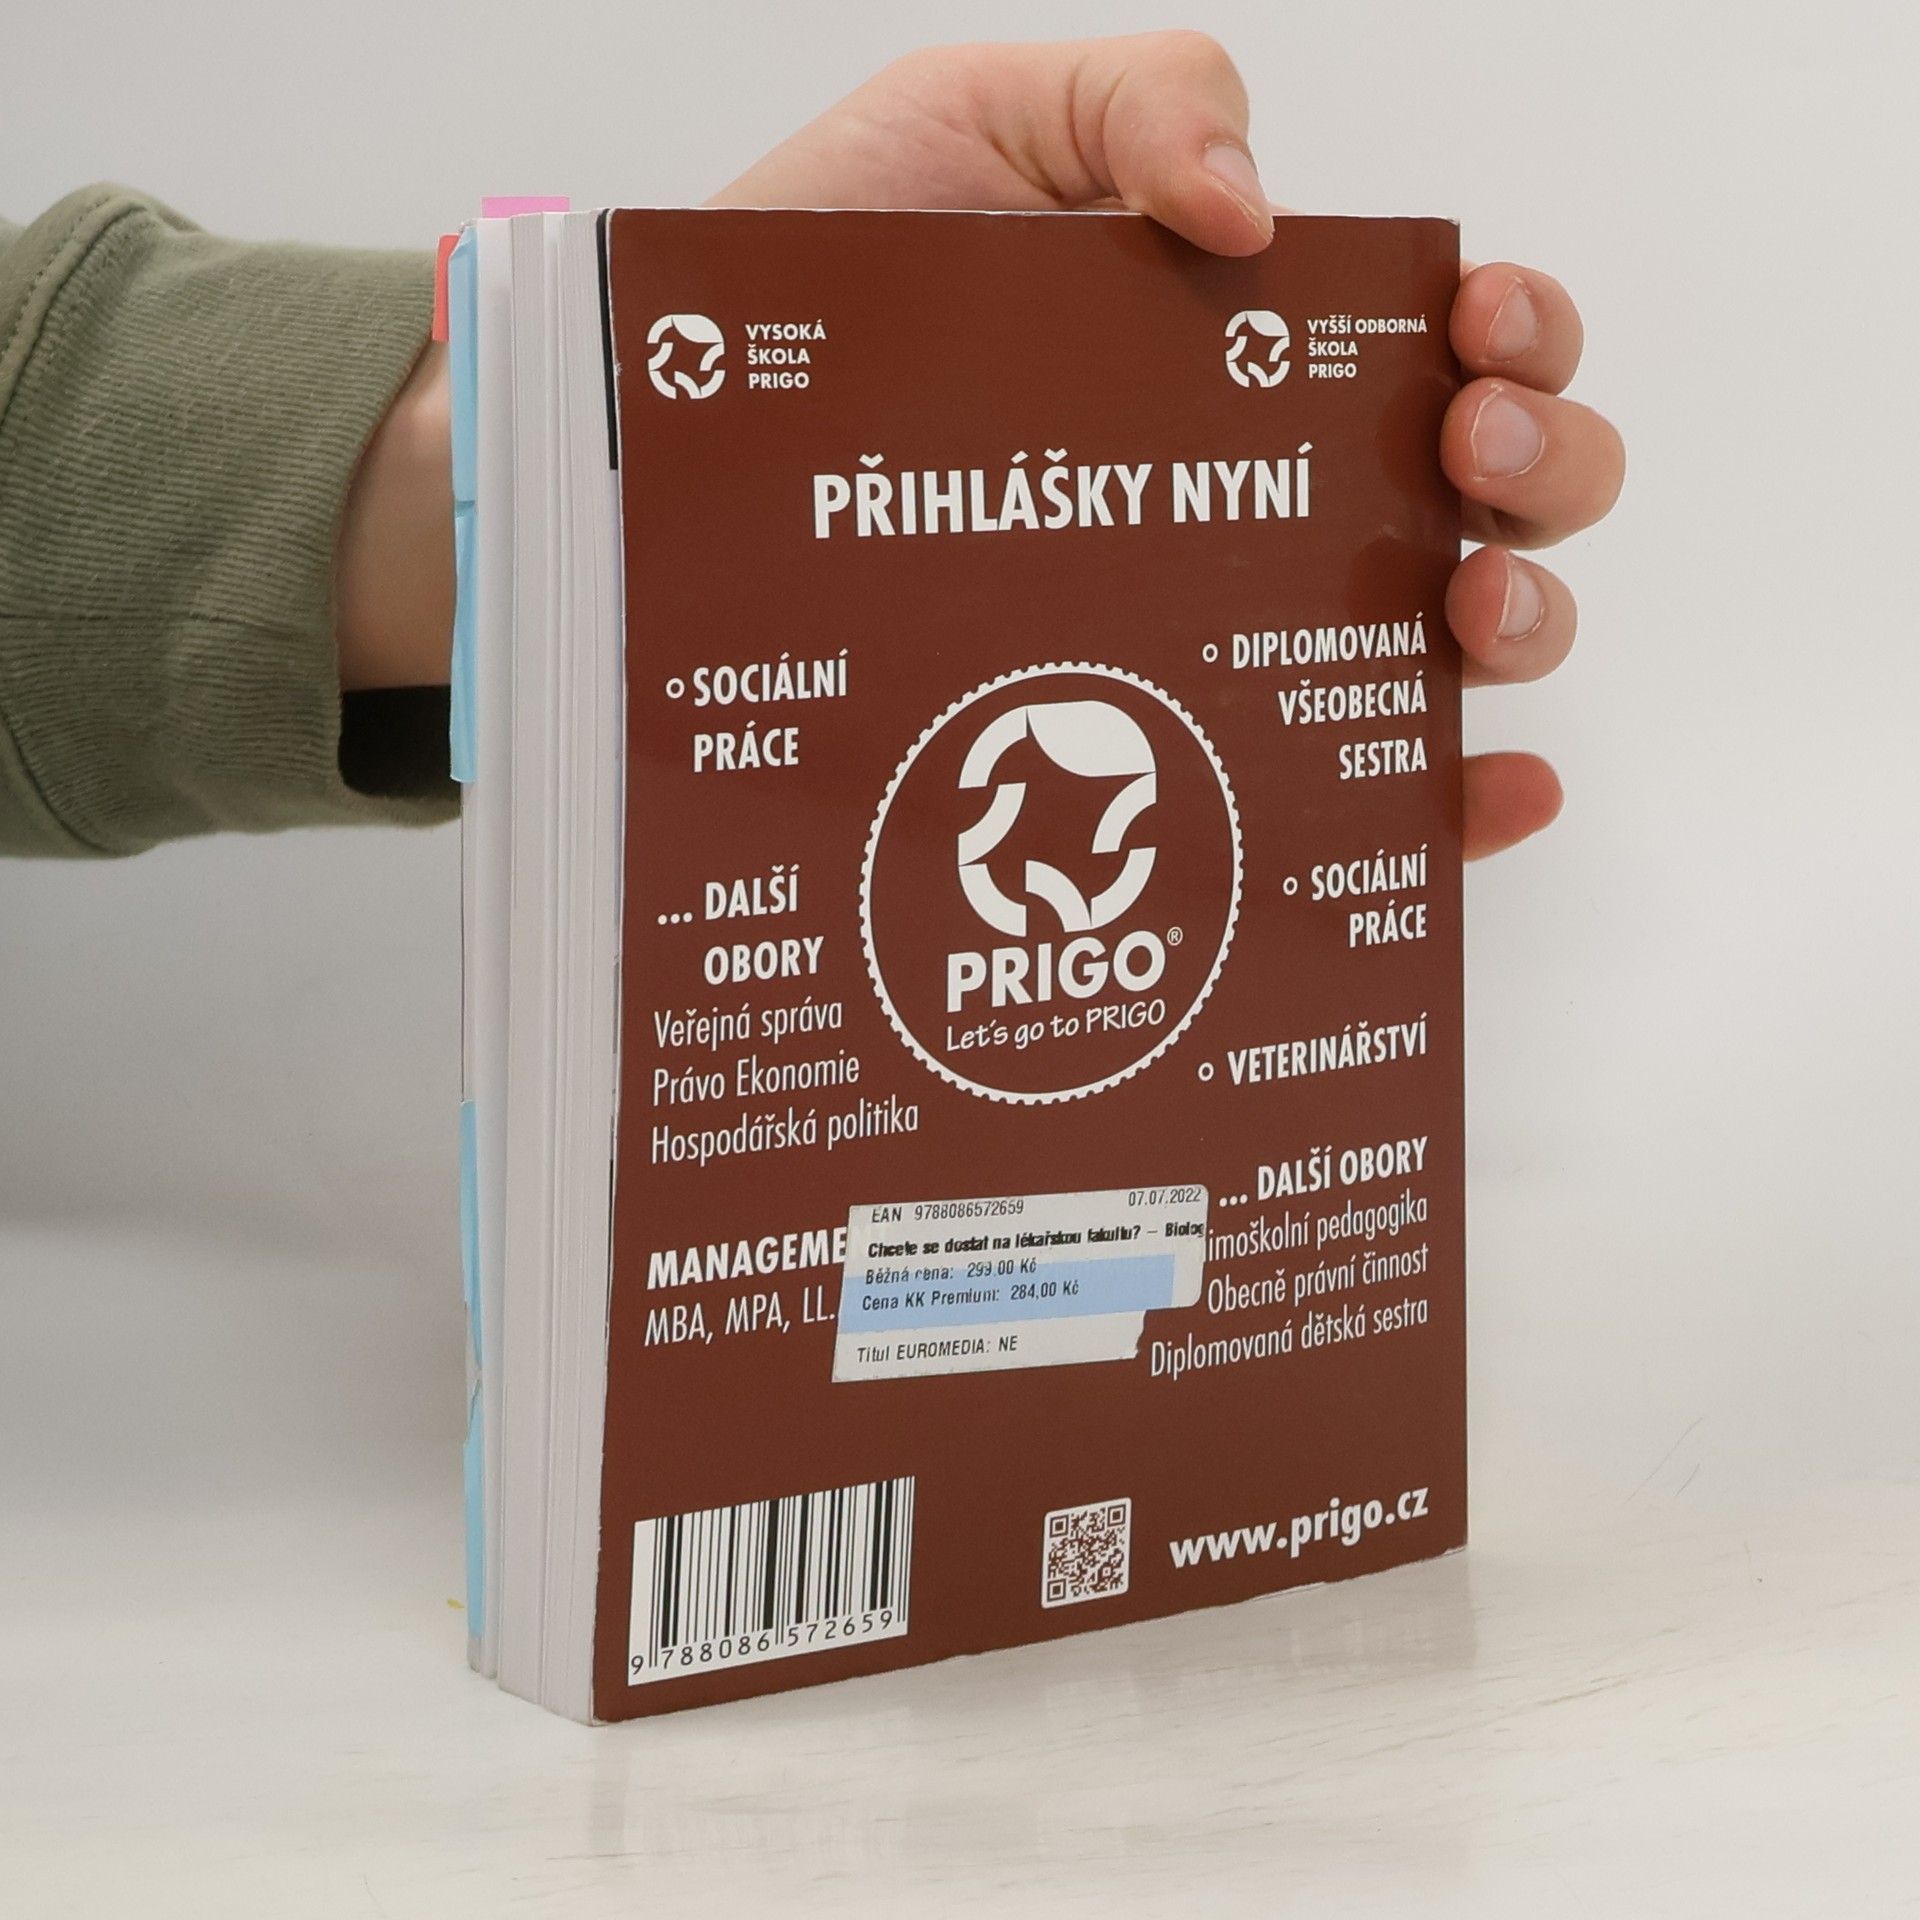 VYSOKÁ
ŠKOLA
PRIGO
VYŠŠÍ ODBORNÁ
ŠKOLA
PRIGO
PŘIHLÁŠKY NYNÍ
SOCIÁLNÍ
PRÁCE
... DALŠÍ
OBORY
Veřejná správa
Právo Ekonomie
Hospodářská politika
MBA, MPA, LL.
PRIGO®
Let's go to PRIGO
DIPLOMOVANÁ
VŠEOBECNÁ
SESTRA
SOCIÁLNÍ
PRÁCE
VETERINÁŘSTVÍ
... DALŠÍ OBORY
pedagogika
Obecně právní činnost
Diplomovaná dětská sestra
EAN 9788086572659 07.07.2022
Chcete se dostat na lékařskou fakultu? – Biolog
Běžná cena: 299,00 Kč
Cena KK Premium: 284,00 Kč
Titul EUROMEDIA: NE
9 788086 572659
www.prigo.cz